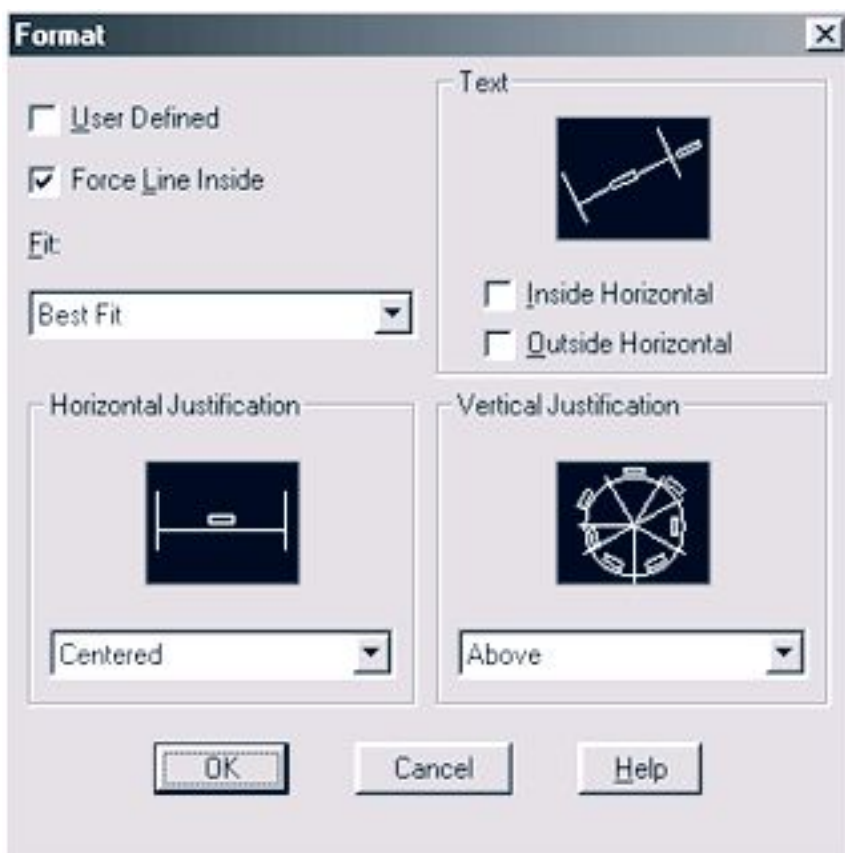 Format
User Defined
Force Line Inside
Fit:
Best Fit
Text
Inside Horizontal
Outside Horizontal
Horizontal Justification
Centered
Vertical Justification
Above
OK
Cancel
Help